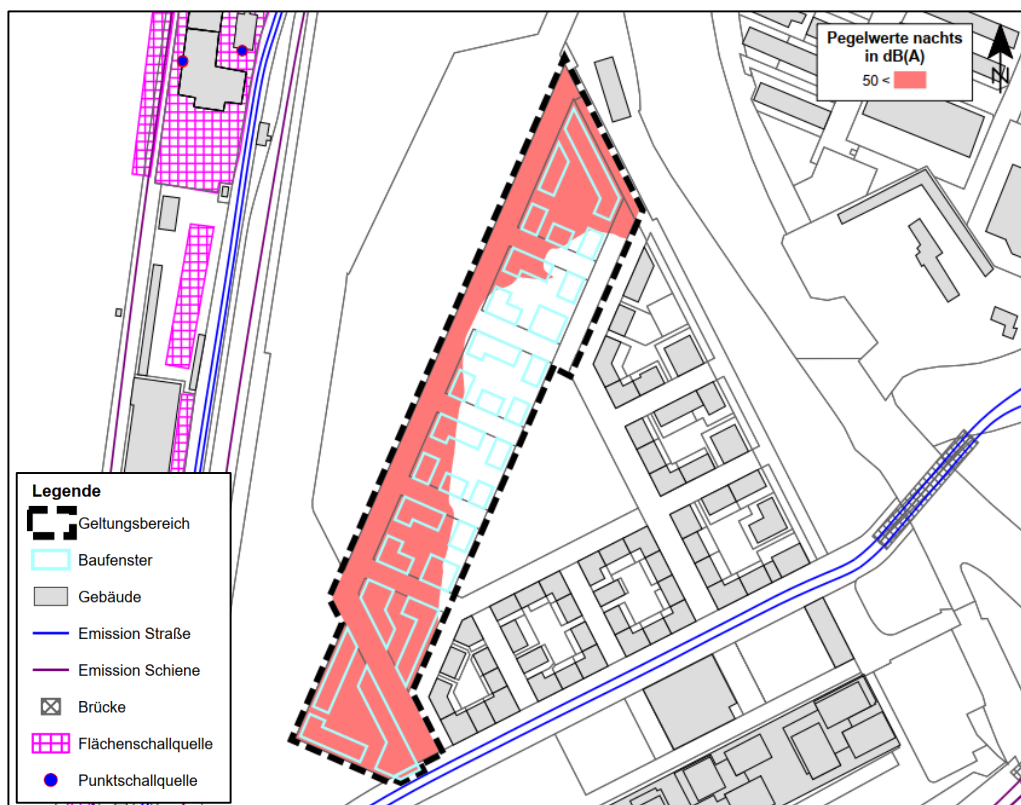 Pegelwerte nachts
in dB(A)
50 <
N
Legende
Geltungsbereich
Baufenster
Gebäude
Emission Straße
Emission Schiene
Brücke
Flächenschallquelle
Punktschallquelle